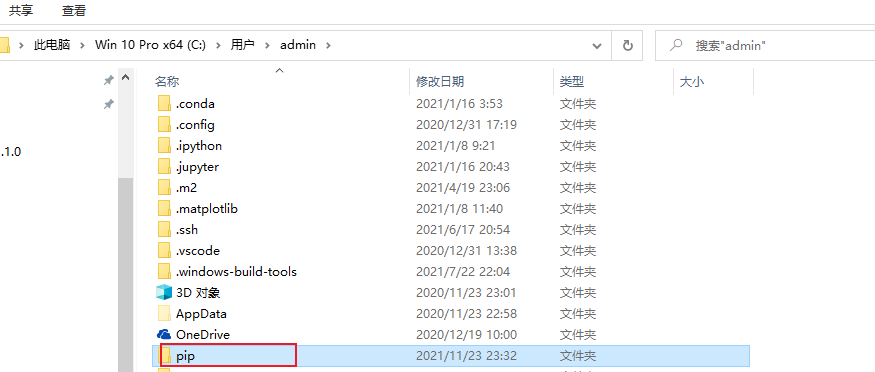 共享 查看
此电脑 Win 10 Pro x64 (C:) 用户 admin 搜索"admin"
名称 修改日期 类型 大小
.conda 2021/1/16 3:53 文件夹
.config 2020/12/31 17:19 文件夹
.ipython 2021/1/8 9:21 文件夹
.1.0
.jupyter 2021/1/16 20:43 文件夹
.m2 2021/4/19 23:06 文件夹
.matplotlib 2021/1/8 11:40 文件夹
.ssh 2021/6/17 20:54 文件夹
.vscode 2020/12/31 13:38 文件夹
.windows-build-tools 2021/7/22 22:04 文件夹
3D 对象 2020/11/23 23:01 文件夹
AppData 2020/11/23 22:58 文件夹
OneDrive 2020/12/19 10:00 文件夹
pip 2021/11/23 23:32 文件夹